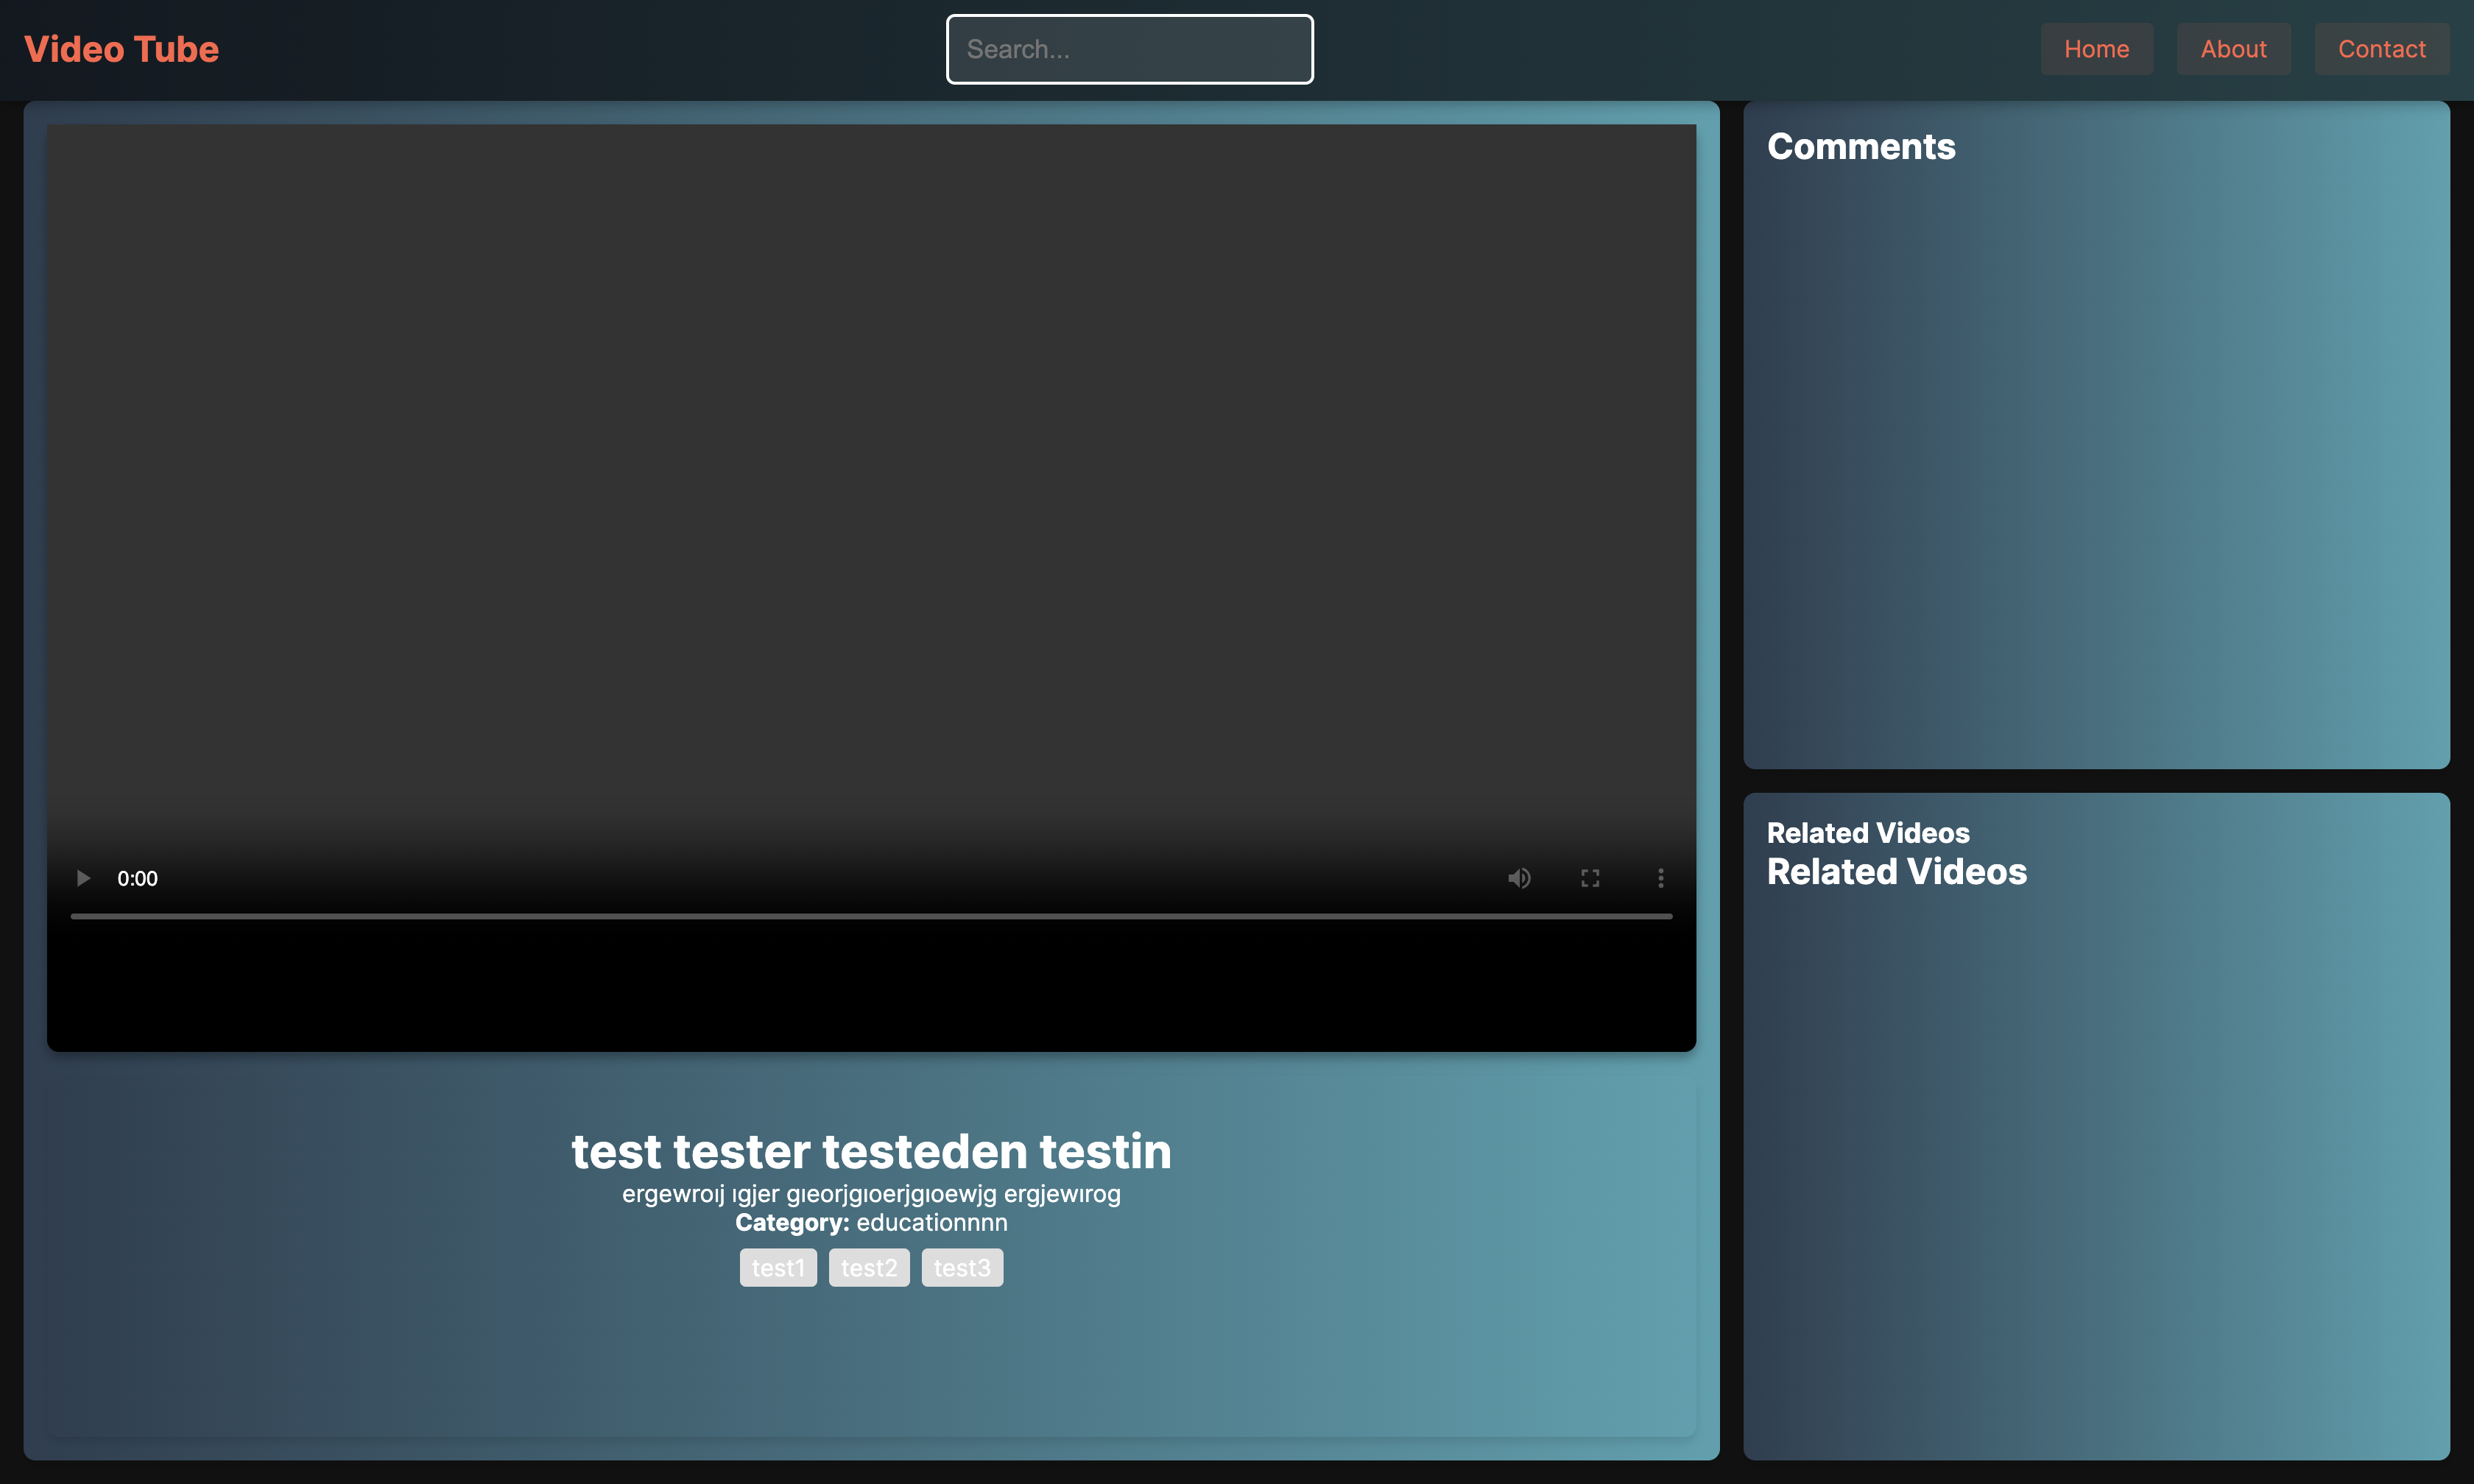 Video Tube
Search...
Home
About
Contact
Comments
0:00
Related Videos
Related Videos
test tester testeden testin
ergewroıj ıgjer gıeorjgıoerjgıoewjg ergjewırog
Category: educationnnn
test1 test2 test3